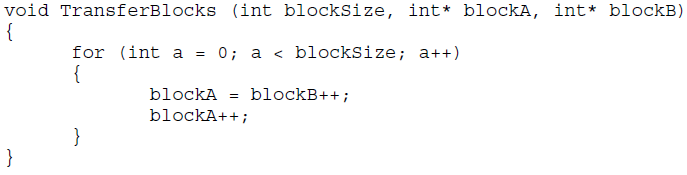 void TransferBlocks (int blockSize, int* blockA, int* blockB)
{
for (int a = 0; a < blockSize; a++)
{
blockA = blockB++;
blockA++;
}
}